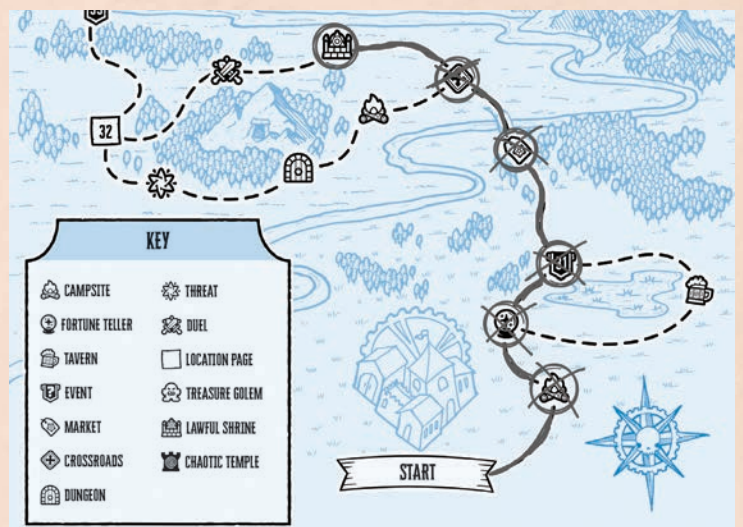 32
KEY
CAMPSITE
FORTUNE TELLER
TAVERN
EVENT
MARKET
CROSSROADS
DUNGEON
THREAT
DUEL
LOCATION PAGE
TREASURE GOLEM
LAWFUL SHRINE
CHAOTIC TEMPLE
START